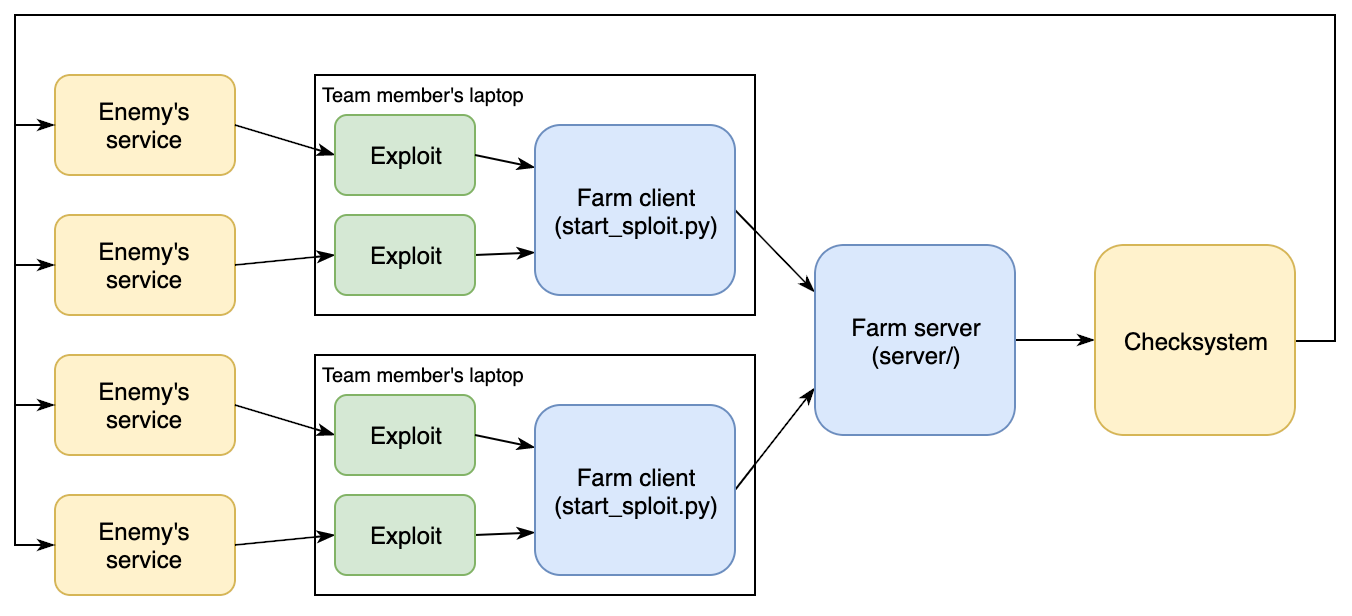 Enemy's
service
Enemy's
service
Enemy's
service
Enemy's
service
Team member's laptop
Exploit
Exploit
Farm client
(start_sploit.py)
Team member's laptop
Exploit
Exploit
Farm client
(start_sploit.py)
Farm server
(server/)
Checksystem